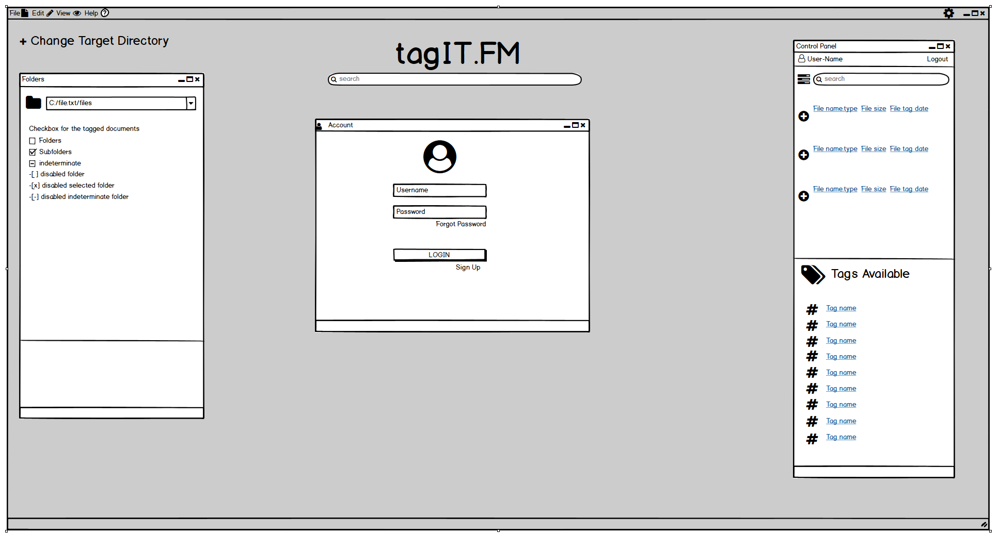 File Edit View Help
+ Change Target Directory
tagIT.FM
search
Folders
C:/file.txt/files
Checkbox for the tagged documents
Folders
Subfolders
indeterminate
-[ ] disabled folder
-[x] disabled selected folder
-[-] disabled indeterminate folder
Account
Username
Password
Forgot Password
LOGIN
Sign Up
Control Panel
User-Name Logout
search
File name.type File size File tag date
File name.type File size File tag date
File name.type File size File tag date
Tags Available
# Tag name
# Tag name
# Tag name
# Tag name
# Tag name
# Tag name
# Tag name
# Tag name
# Tag name